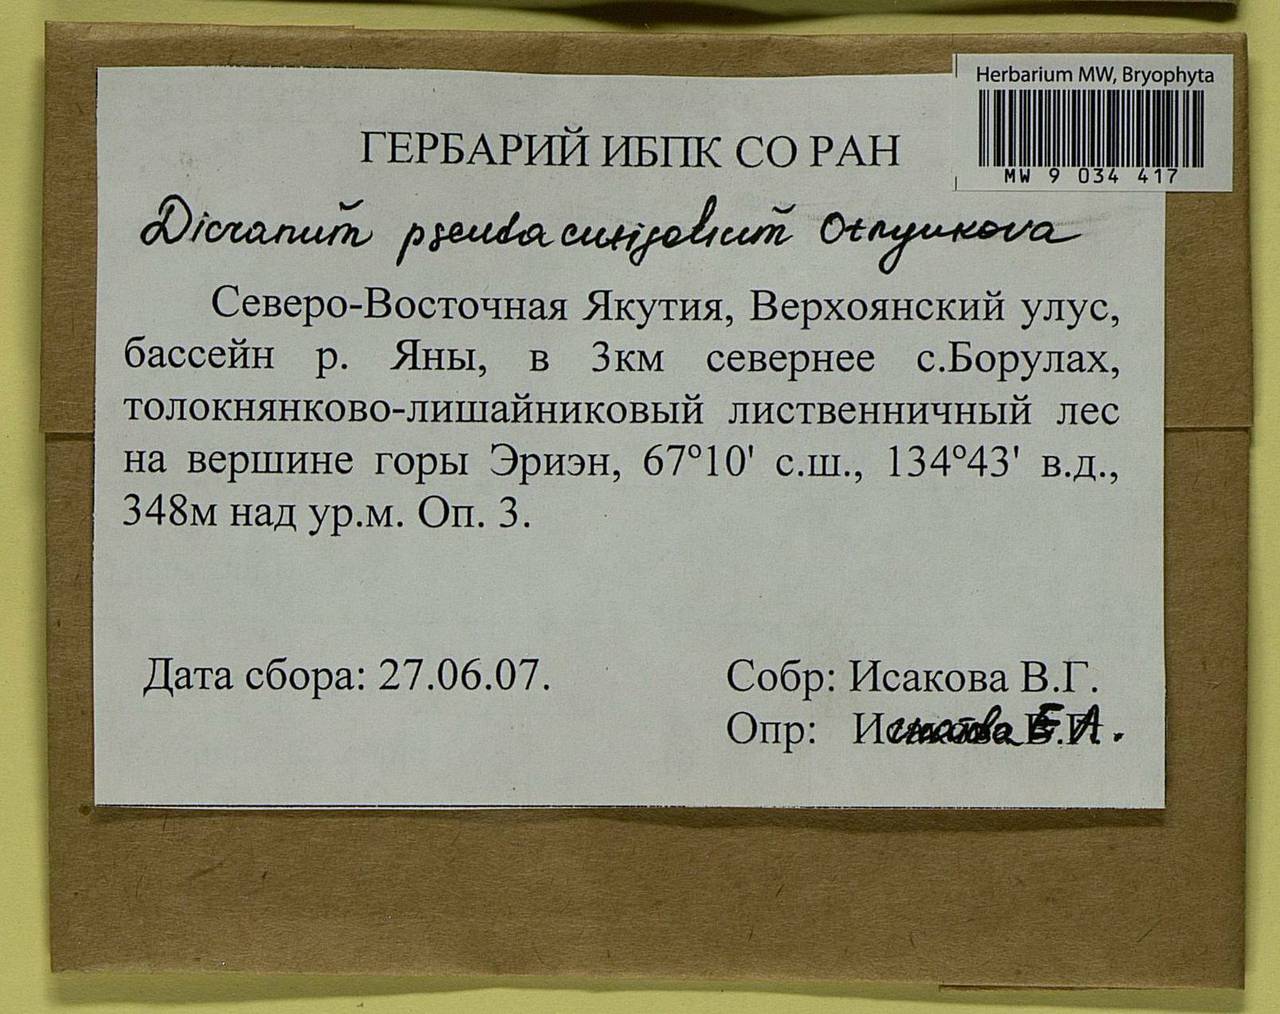 Herbarium MW, Bryophyta
MW 9 034 417
ГЕРБАРИЙ ИБПК СО РАН
Dicranum pseudacutifolium Otnyukova
Северо-Восточная Якутия, Верхоянский улус,
бассейн р. Яны, в 3км севернее с.Борулах,
толокнянково-лишайниковый лиственничный лес
на вершине горы Эриэн, 67°10' с.ш., 134°43' в.д.,
348м над ур.м. Оп. 3.
Дата сбора: 27.06.07.
Собр: Исакова В.Г.
Опр: Игнатова Е.А.